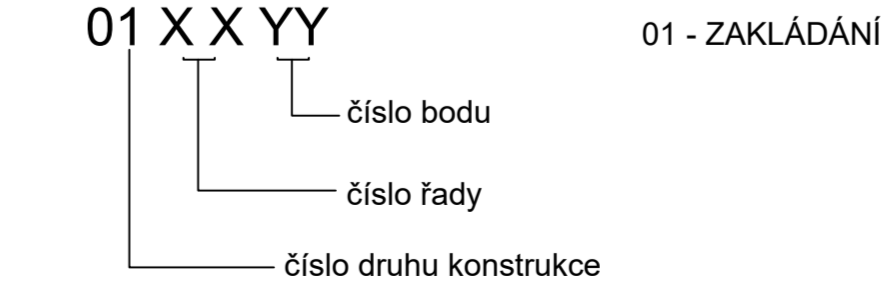 01 X X YY
01 - ZAKLÁDÁNÍ
číslo bodu
číslo řady
číslo druhu konstrukce